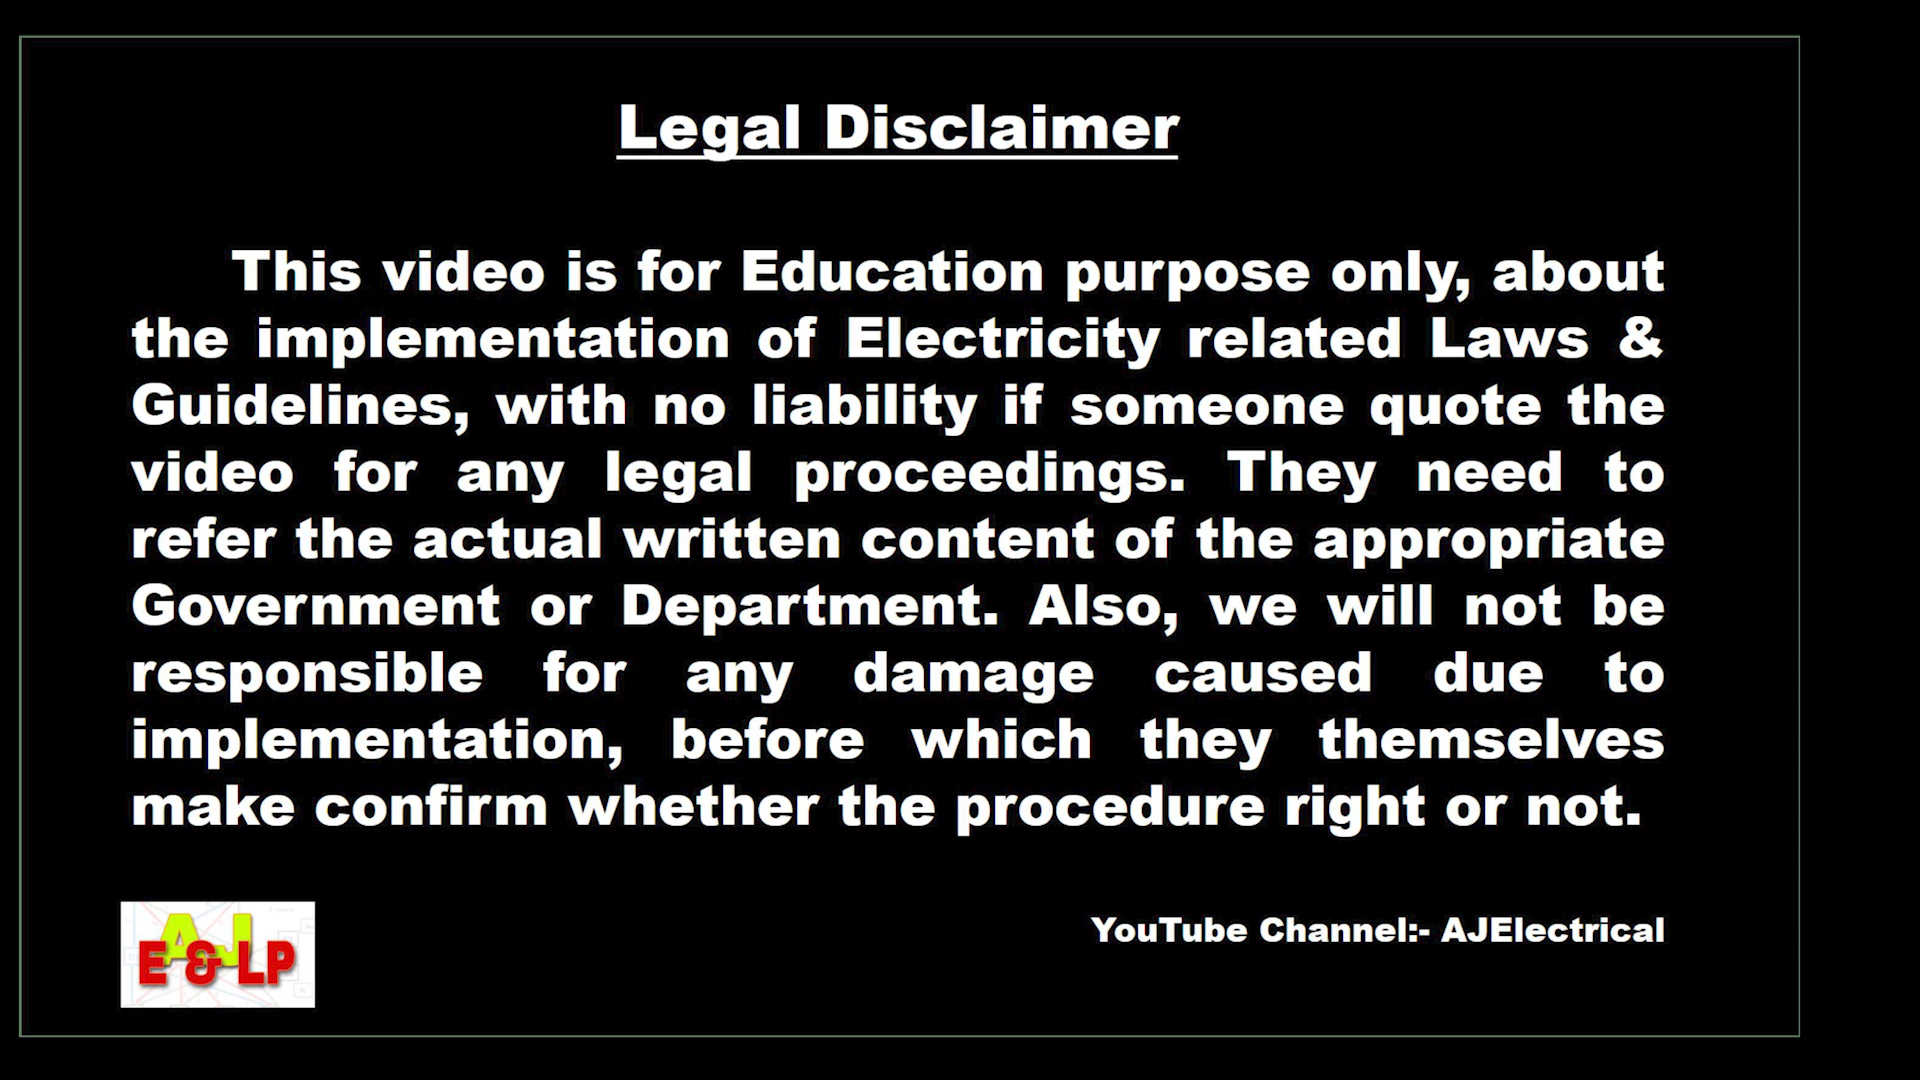 Legal Disclaimer
This video is for Education purpose only, about
the implementation of Electricity related Laws &
Guidelines, with no liability if someone quote the
video for any legal proceedings. They need to
refer the actual written content of the appropriate
Government or Department. Also, we will not be
responsible for any damage caused due to
implementation, before which they themselves
make confirm whether the procedure right or not.
AJ
E & LP
YouTube Channel:- AJElectrical